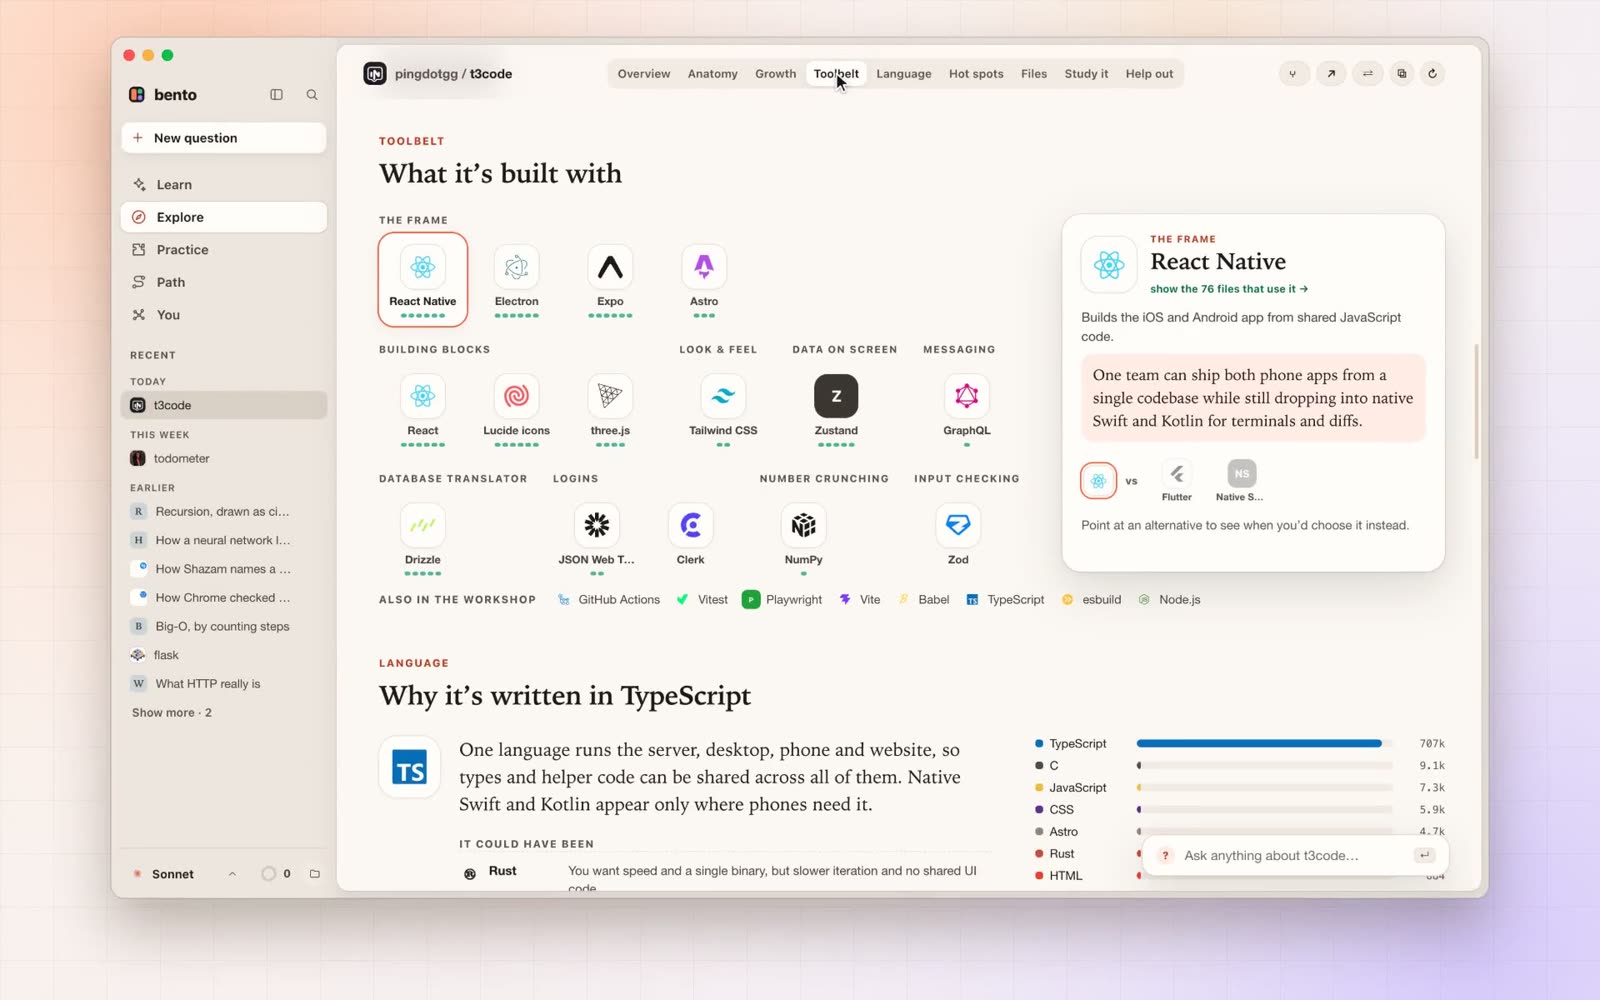 bento
New question
Learn
Explore
Practice
Path
You
RECENT
TODAY
t3code
THIS WEEK
todometer
EARLIER
R Recursion, drawn as ci…
H How a neural network l…
How Shazam names a …
How Chrome checked …
B Big-O, by counting steps
flask
W What HTTP really is
Show more · 2
Sonnet 0
pingdotgg / t3code
Overview Anatomy Growth Toolbelt Language Hot spots Files Study it Help out
TOOLBELT
What it’s built with
THE FRAME
React Native Electron Expo Astro
BUILDING BLOCKS LOOK & FEEL DATA ON SCREEN MESSAGING
Z
React Lucide icons three.js Tailwind CSS Zustand GraphQL
DATABASE TRANSLATOR LOGINS NUMBER CRUNCHING INPUT CHECKING
Drizzle JSON Web T… Clerk NumPy Zod
ALSO IN THE WORKSHOP GitHub Actions Vitest P Playwright Vite Babel TS TypeScript esbuild Node.js
THE FRAME
React Native
show the 76 files that use it →
Builds the iOS and Android app from shared JavaScript
code.
One team can ship both phone apps from a
single codebase while still dropping into native
Swift and Kotlin for terminals and diffs.
vs NS
Flutter Native S…
Point at an alternative to see when you’d choose it instead.
LANGUAGE
Why it’s written in TypeScript
TS
One language runs the server, desktop, phone and website, so
types and helper code can be shared across all of them. Native
Swift and Kotlin appear only where phones need it.
IT COULD HAVE BEEN
Rust You want speed and a single binary, but slower iteration and no shared UI
code
TypeScript 707k
C 9.1k
JavaScript 7.3k
CSS 5.9k
Astro 4.7k
Rust
HTML
? Ask anything about t3code…